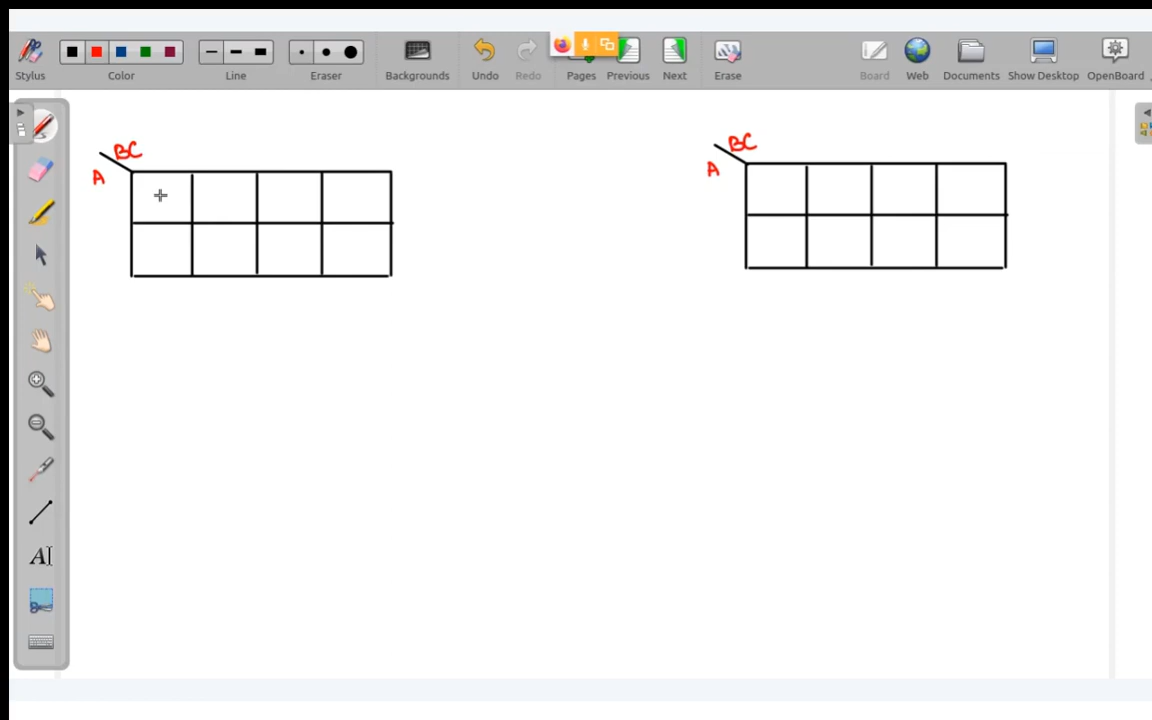 Stylus Color Line Eraser Backgrounds Undo Redo Pages Previous Next Erase Board Web Documents Show Desktop OpenBoard
BC BC
A A
A